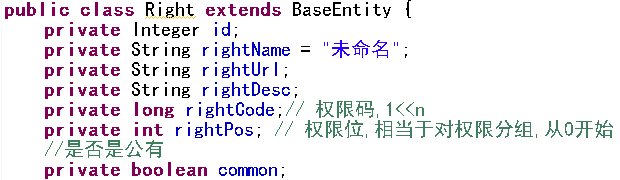 public class Right extends BaseEntity {
private Integer id;
private String rightName = "未命名";
private String rightUrl;
private String rightDesc;
private long rightCode;// 权限码,1<<n
private int rightPos; // 权限位,相当于对权限分组,从0开始
//是否是公有
private boolean common;